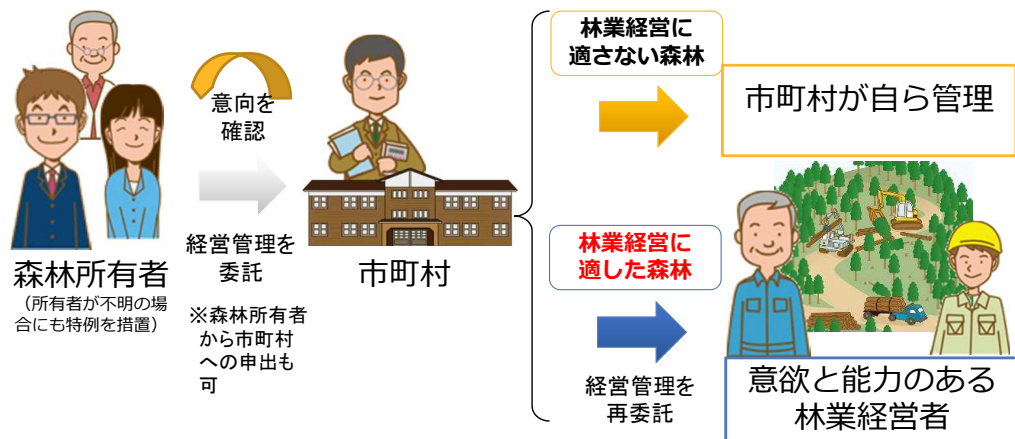 森林所有者
（所有者が不明の場
合にも特例を措置）
意向を
確認
経営管理を
委託
※森林所有者
から市町村
への申出も
可
市町村
林業経営に
適さない森林
市町村が自ら管理
林業経営に
適した森林
経営管理を
再委託
意欲と能力のある
林業経営者